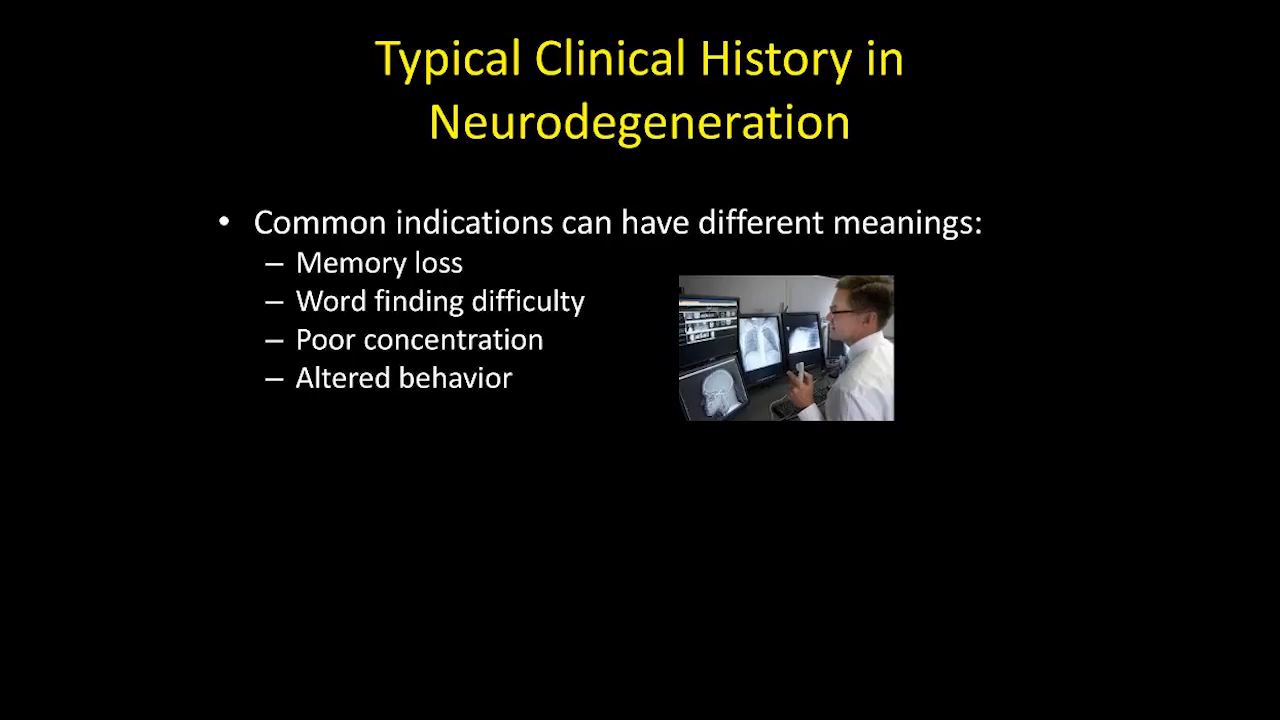 Typical Clinical History in
Neurodegeneration
• Common indications can have different meanings:
– Memory loss
– Word finding difficulty
– Poor concentration
– Altered behavior